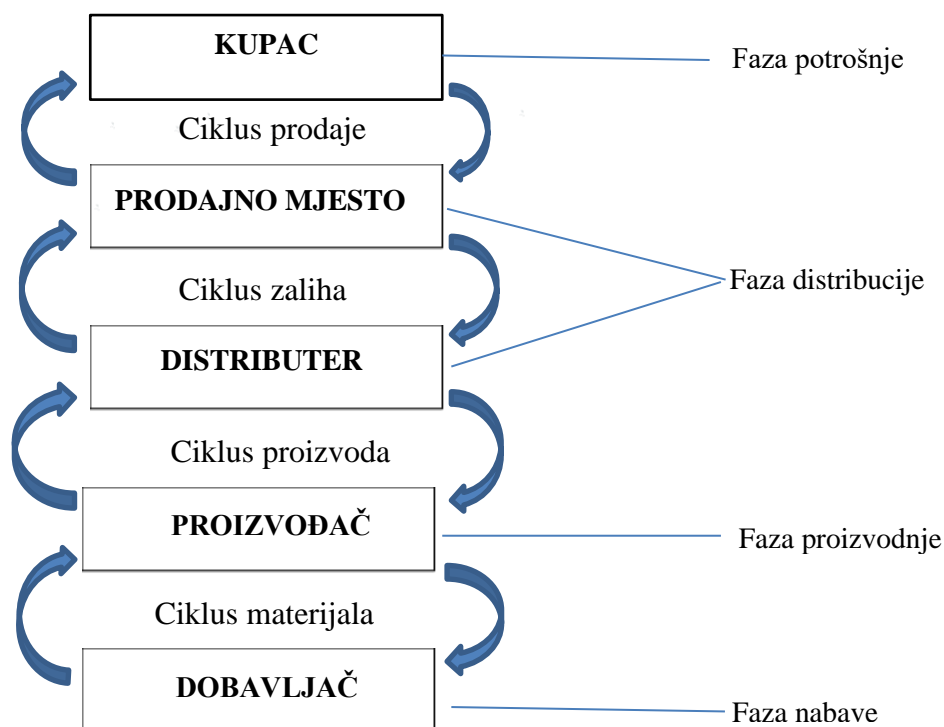 KUPAC
Faza potrošnje
Ciklus prodaje
PRODAJNO MJESTO
Ciklus zaliha
Faza distribucije
DISTRIBUTER
Ciklus proizvoda
PROIZVOĐAČ
Faza proizvodnje
Ciklus materijala
DOBAVLJAČ
Faza nabave